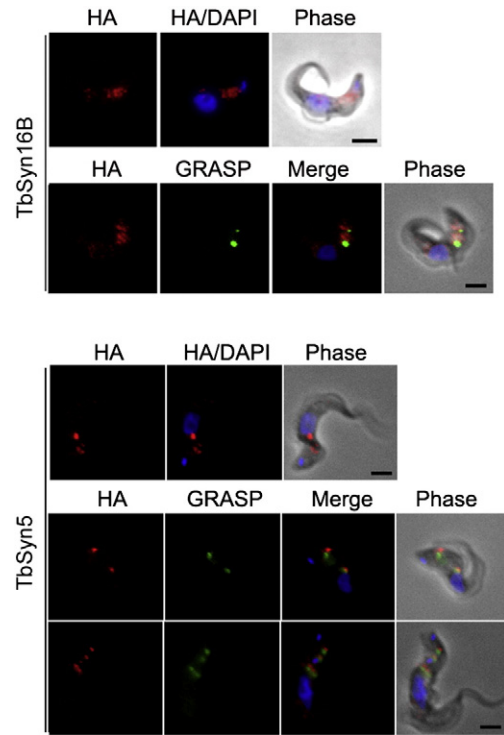 HA HA/DAPI Phase
TbSyn16B
HA GRASP Merge Phase
HA HA/DAPI Phase
TbSyn5
HA GRASP Merge Phase